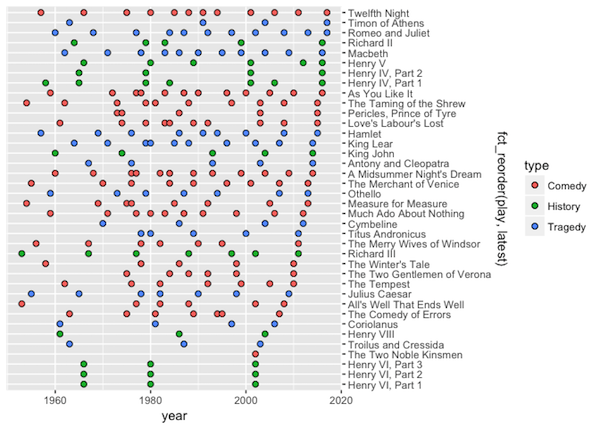 Twelfth Night
Timon of Athens
Romeo and Juliet
Richard II
Macbeth
Henry V
Henry IV, Part 2
Henry IV, Part 1
As You Like It
The Taming of the Shrew
Pericles, Prince of Tyre
Love's Labour's Lost
Hamlet
King Lear
King John
Antony and Cleopatra
A Midsummer Night's Dream
The Merchant of Venice
Othello
Measure for Measure
Much Ado About Nothing
Cymbeline
Titus Andronicus
The Merry Wives of Windsor
Richard III
The Winter's Tale
The Two Gentlemen of Verona
The Tempest
Julius Caesar
All's Well That Ends Well
The Comedy of Errors
Coriolanus
Henry VIII
Troilus and Cressida
The Two Noble Kinsmen
Henry VI, Part 3
Henry VI, Part 2
Henry VI, Part 1
fct_reorder(play, latest)
type
Comedy
History
Tragedy
1960
1980
2000
2020
year